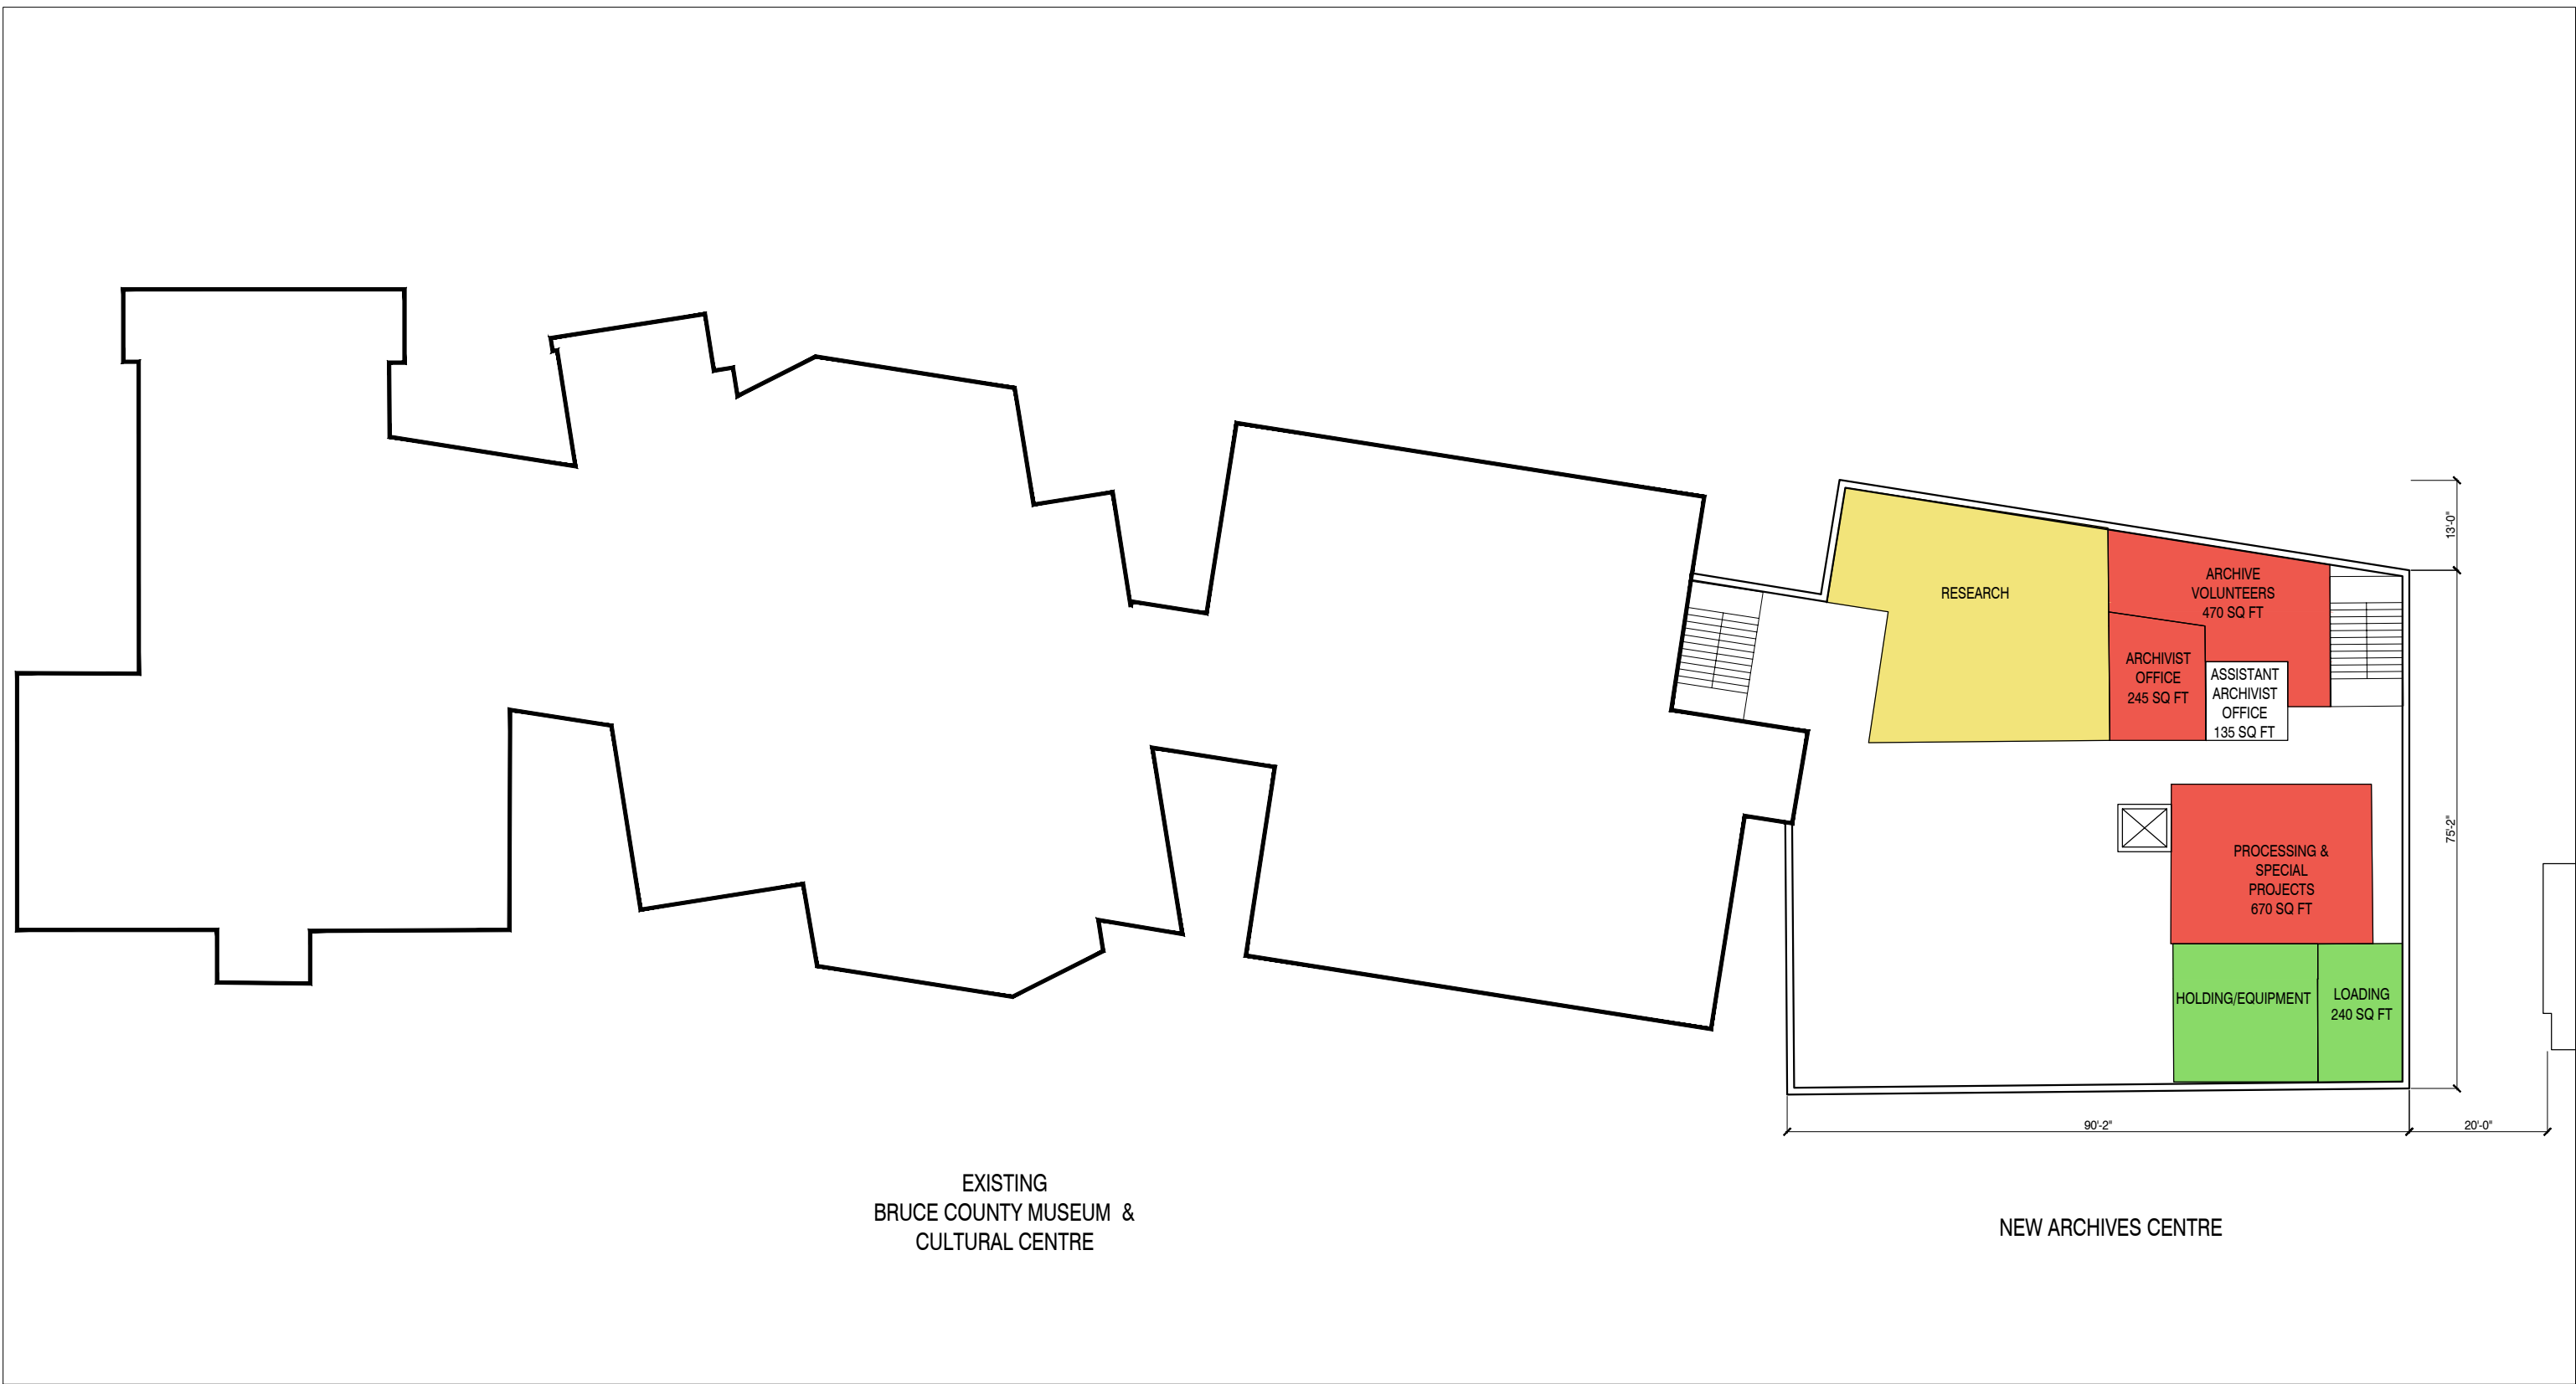 13'-0"
RESEARCH
ARCHIVE
VOLUNTEERS
470 SQ FT
ARCHIVIST
OFFICE
245 SQ FT
ASSISTANT
ARCHIVIST
OFFICE
135 SQ FT
75'-2"
PROCESSING &
SPECIAL
PROJECTS
670 SQ FT
HOLDING/EQUIPMENT
LOADING
240 SQ FT
90'-2"
20'-0"
EXISTING
BRUCE COUNTY MUSEUM &
CULTURAL CENTRE
NEW ARCHIVES CENTRE